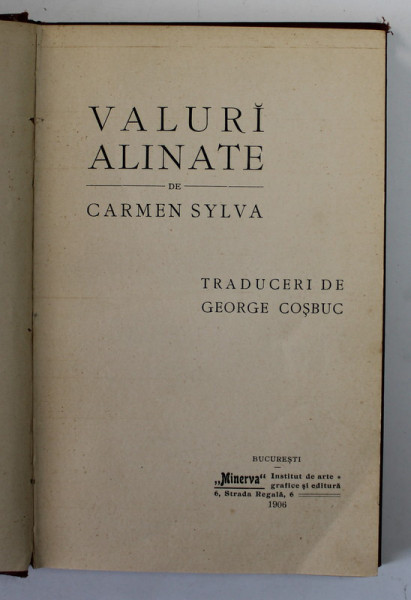 VALURĬ
ALINATE
DE
CARMEN SYLVA
TRADUCERI DE
GEORGE COȘBUC
BUCUREȘTI
„Minerva“ Institut de arte
grafice și editură
6, Strada Regală, 6
1906